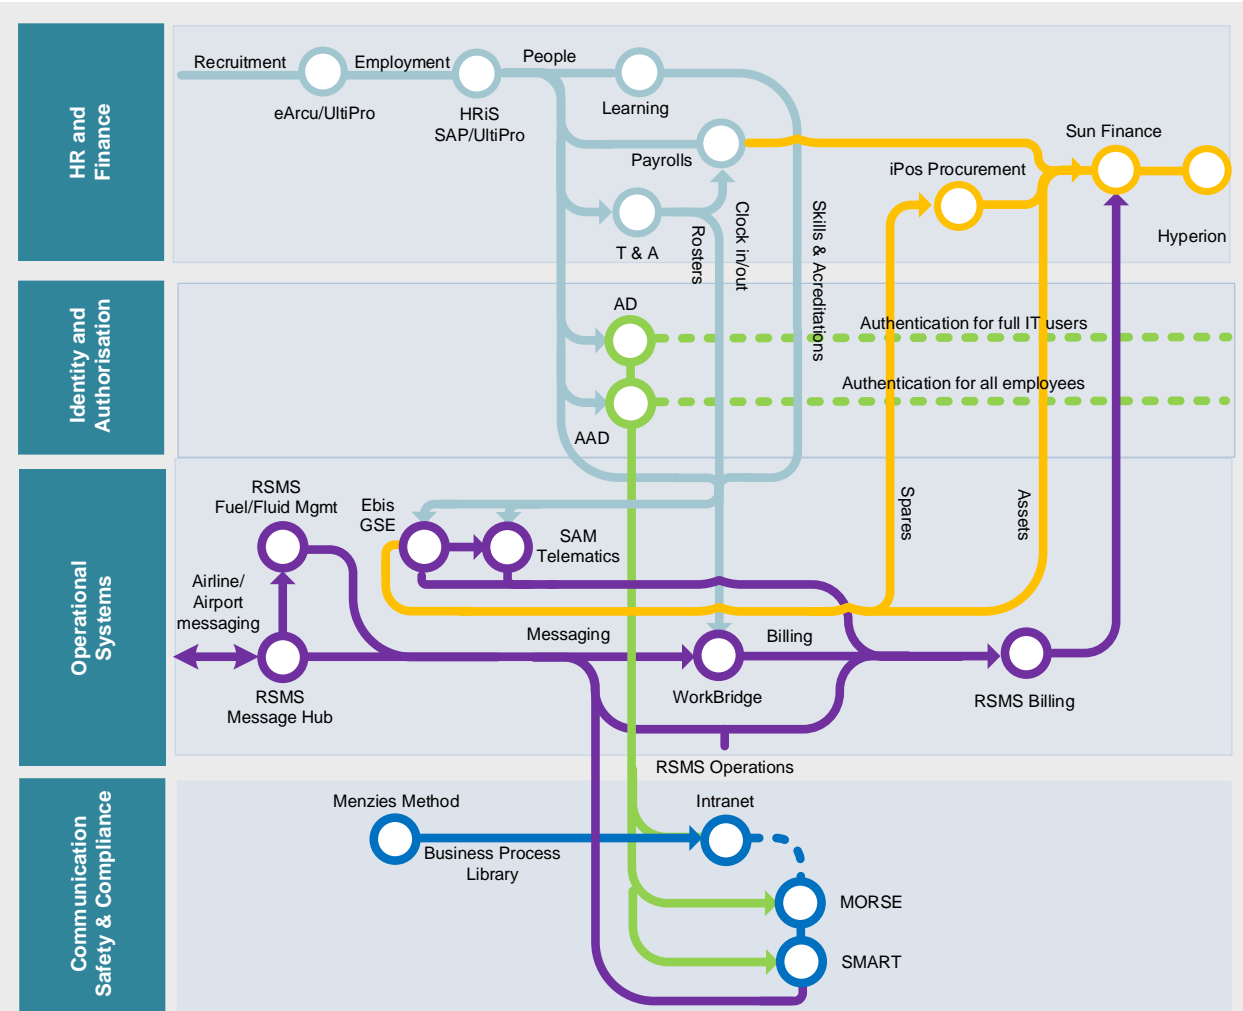 HR and
Finance
Recruitment
Employment
People
eArcu/UltiPro
HRiS
SAP/UltiPro
Learning
Payrolls
T & A
Rosters
Clock in/out
Skills & Acreditations
iPos Procurement
Sun Finance
Hyperion
Identity and
Authorisation
AD
AAD
Authentication for full IT users
Authentication for all employees
Operational
Systems
RSMS
Fuel/Fluid Mgmt
Ebis
GSE
SAM
Telematics
Spares
Assets
Airline/
Airport
messaging
Messaging
Billing
RSMS
Message Hub
WorkBridge
RSMS Billing
RSMS Operations
Communication
Safety & Compliance
Menzies Method
Intranet
Business Process
Library
MORSE
SMART